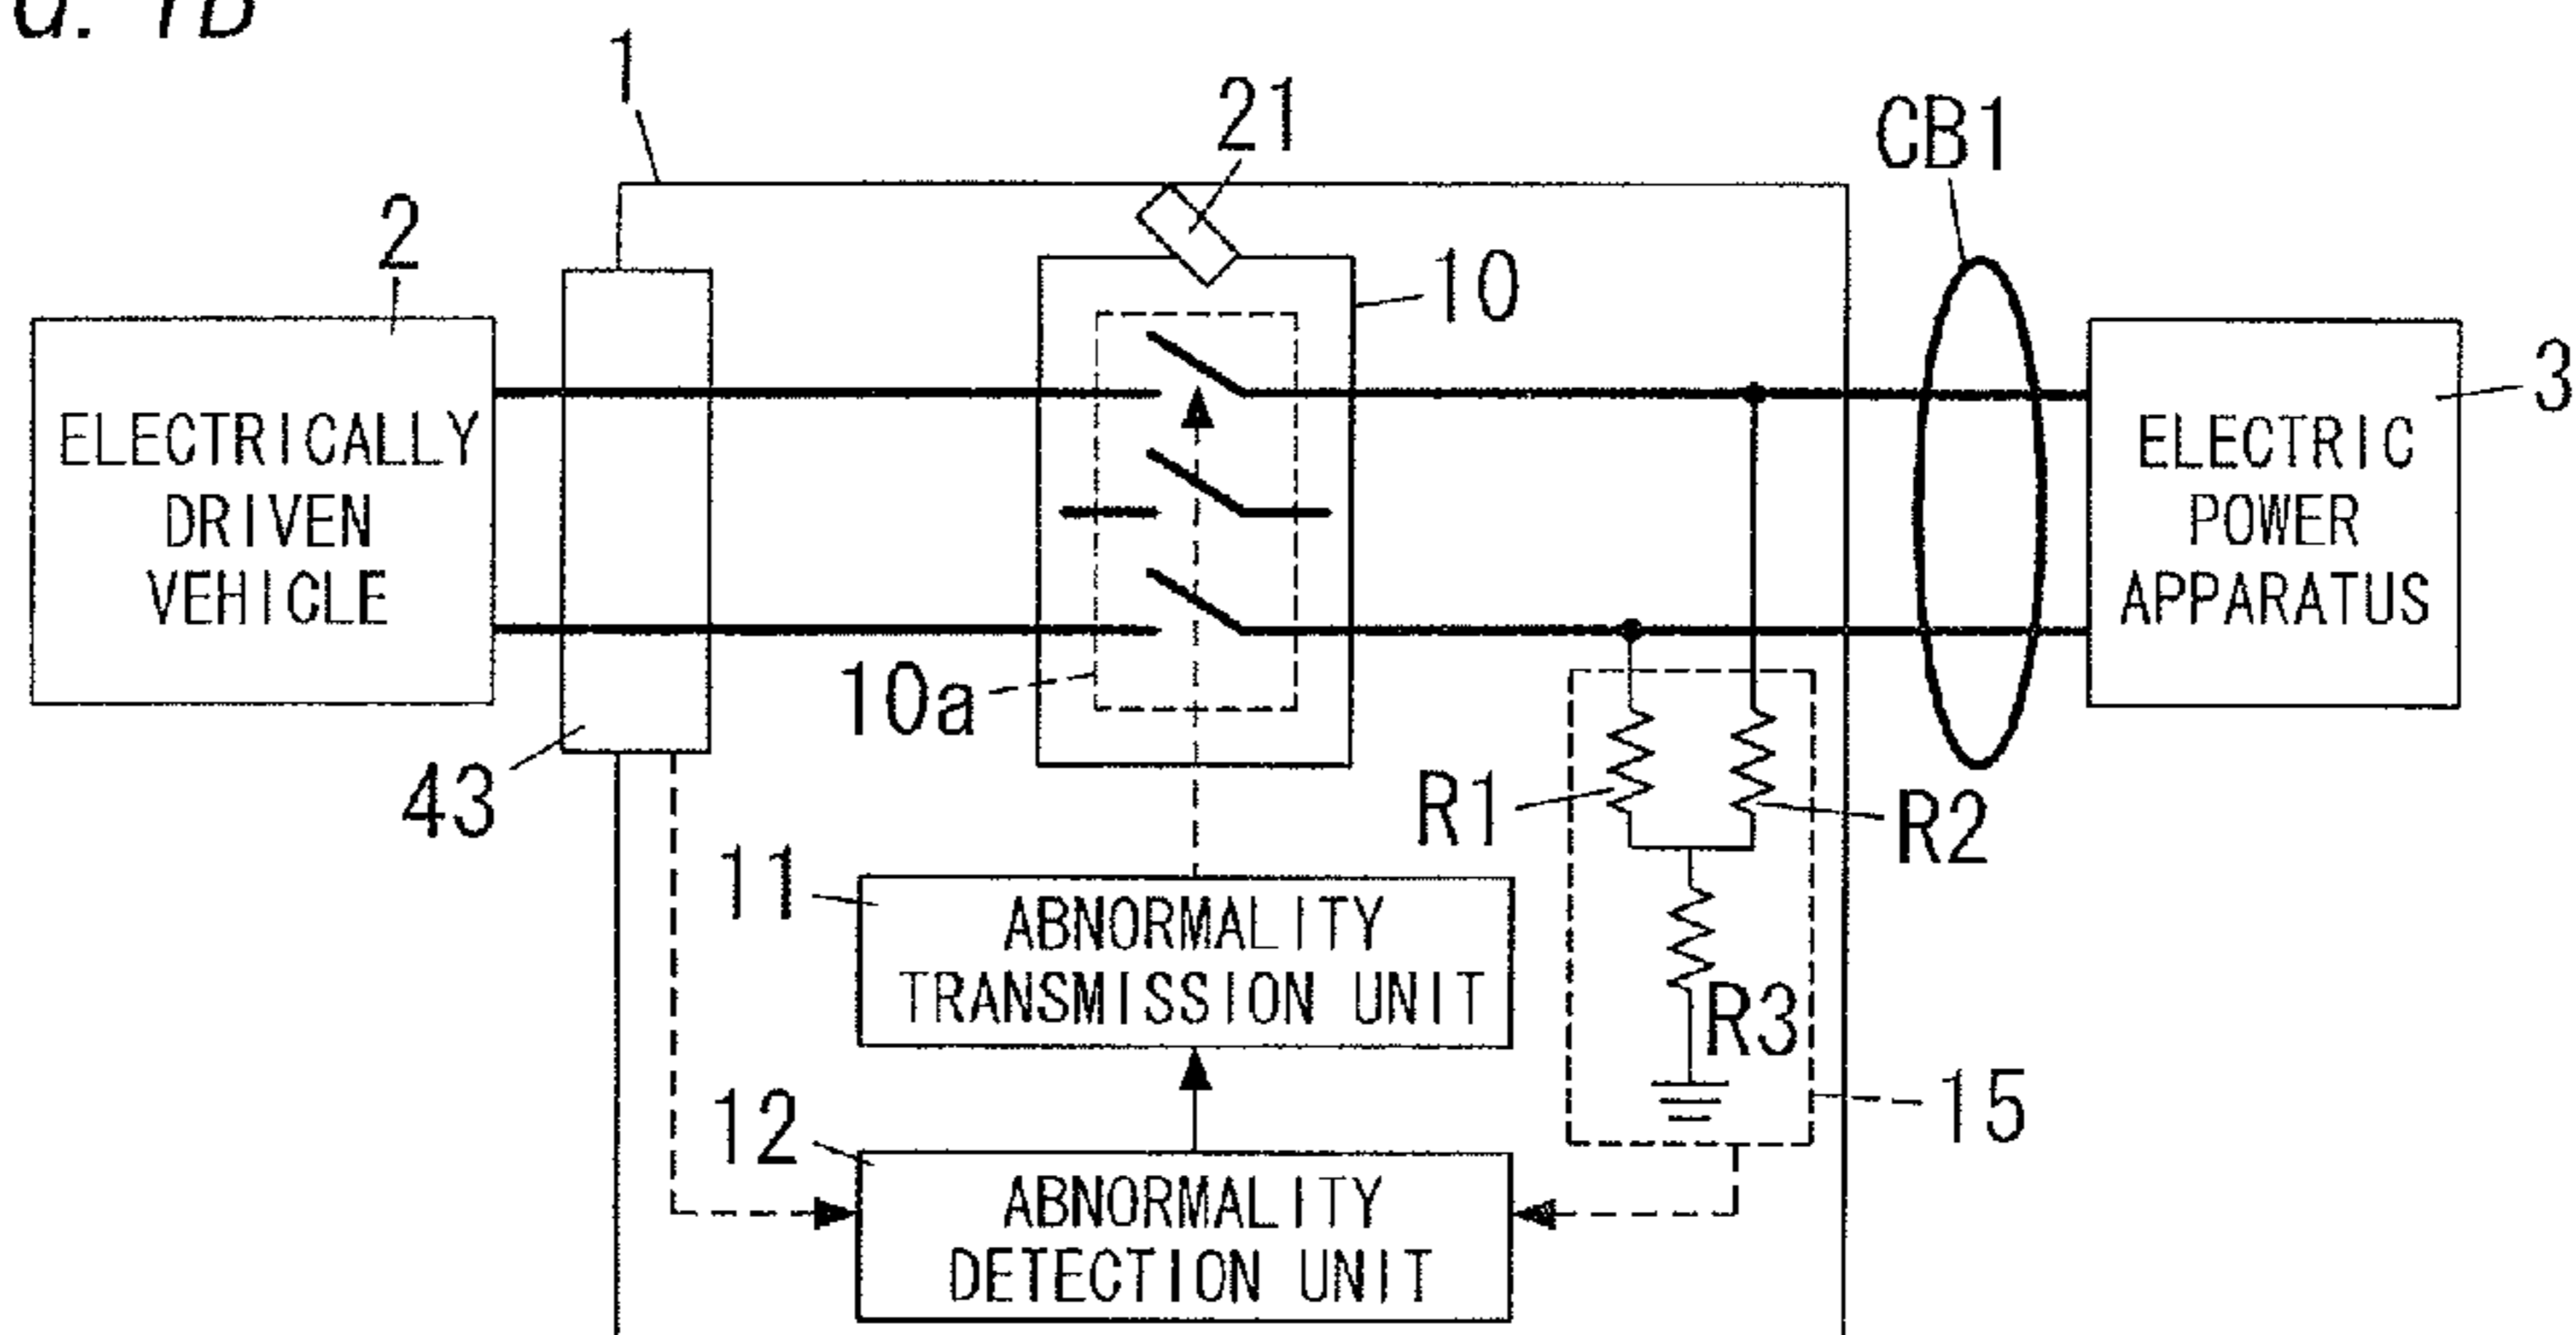 1B
1
21
CB1
2
10
3
ELECTRICALLY
DRIVEN
VEHICLE
ELECTRIC
POWER
APPARATUS
10a
43
R1
R2
11
ABNORMALITY
TRANSMISSION UNIT
R3
12
15
ABNORMALITY
DETECTION UNIT